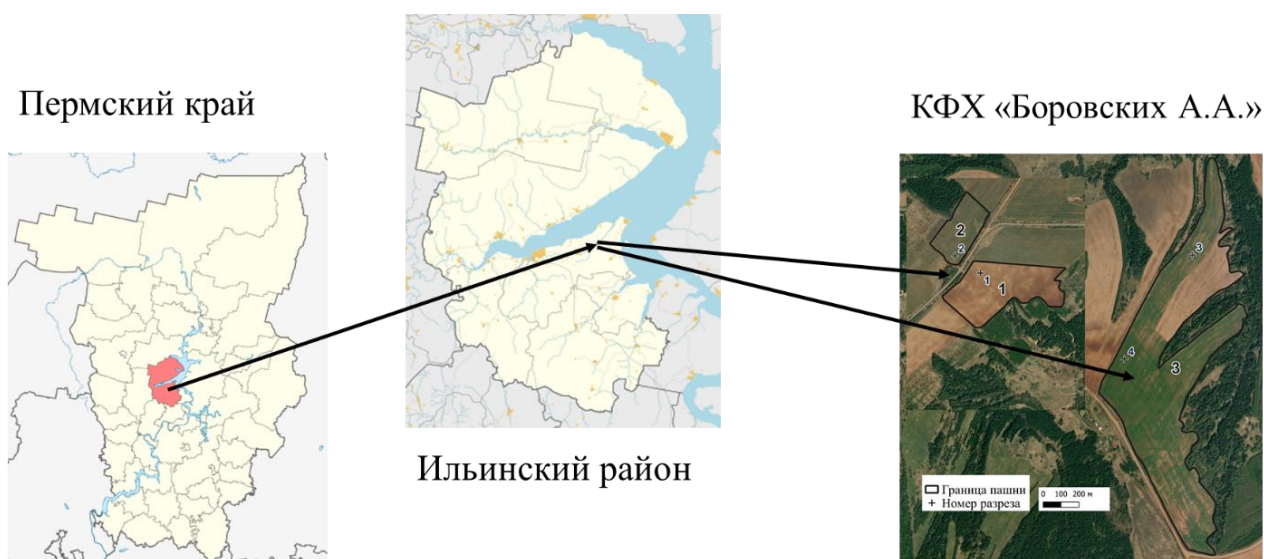 Пермский край
Ильинский район
КФХ «Боровских А.А.»
2
2
1
1
3
4
3
Граница пашни
Номер разреза
0 100 200 м